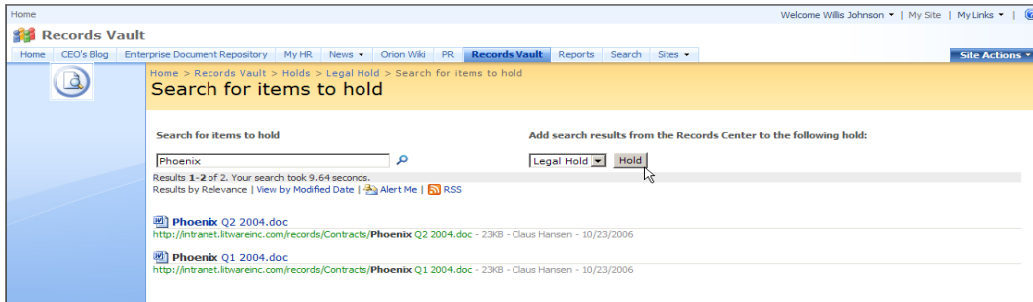 Home Welcome Willis Johnson | My Site | My Links |
Records Vault
Home CEO's Blog Enterprise Document Repository My HR News Orion Wiki PR Records Vault Reports Search Sites Site Actions
Home > Records Vault > Holds > Legal Hold > Search for items to hold
Search for items to hold
Search for items to hold Add search results from the Records Center to the following hold:
Phoenix Legal Hold Hold
Results 1-2 of 2. Your search took 9.64 seconds.
Results by Relevance | View by Modified Date | Alert Me | RSS
Phoenix Q2 2004.doc
http://intranet.litwareinc.com/records/Contracts/Phoenix Q2 2004.doc - 23KB - Claus Hansen - 10/23/2006
Phoenix Q1 2004.doc
http://intranet.litwareinc.com/records/Contracts/Phoenix Q1 2004.doc - 23KB - Claus Hansen - 10/23/2006